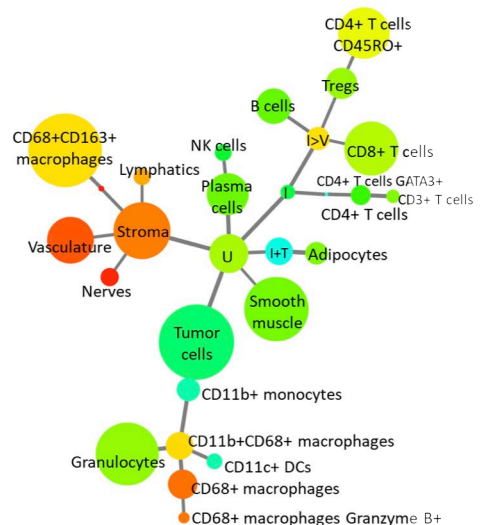 CD4+ T cells
CD45RO+
Tregs
B cells
I>V
CD8+ T cells
NK cells
CD68+CD163+
macrophages
Lymphatics
Plasma
cells
I
CD4+ T cells GATA3+
CD3+ T cells
CD4+ T cells
Stroma
Vasculature
U
I+T
Adipocytes
Nerves
Smooth
muscle
Tumor
cells
CD11b+ monocytes
CD11b+CD68+ macrophages
Granulocytes
CD11c+ DCs
CD68+ macrophages
CD68+ macrophages Granzyme B+